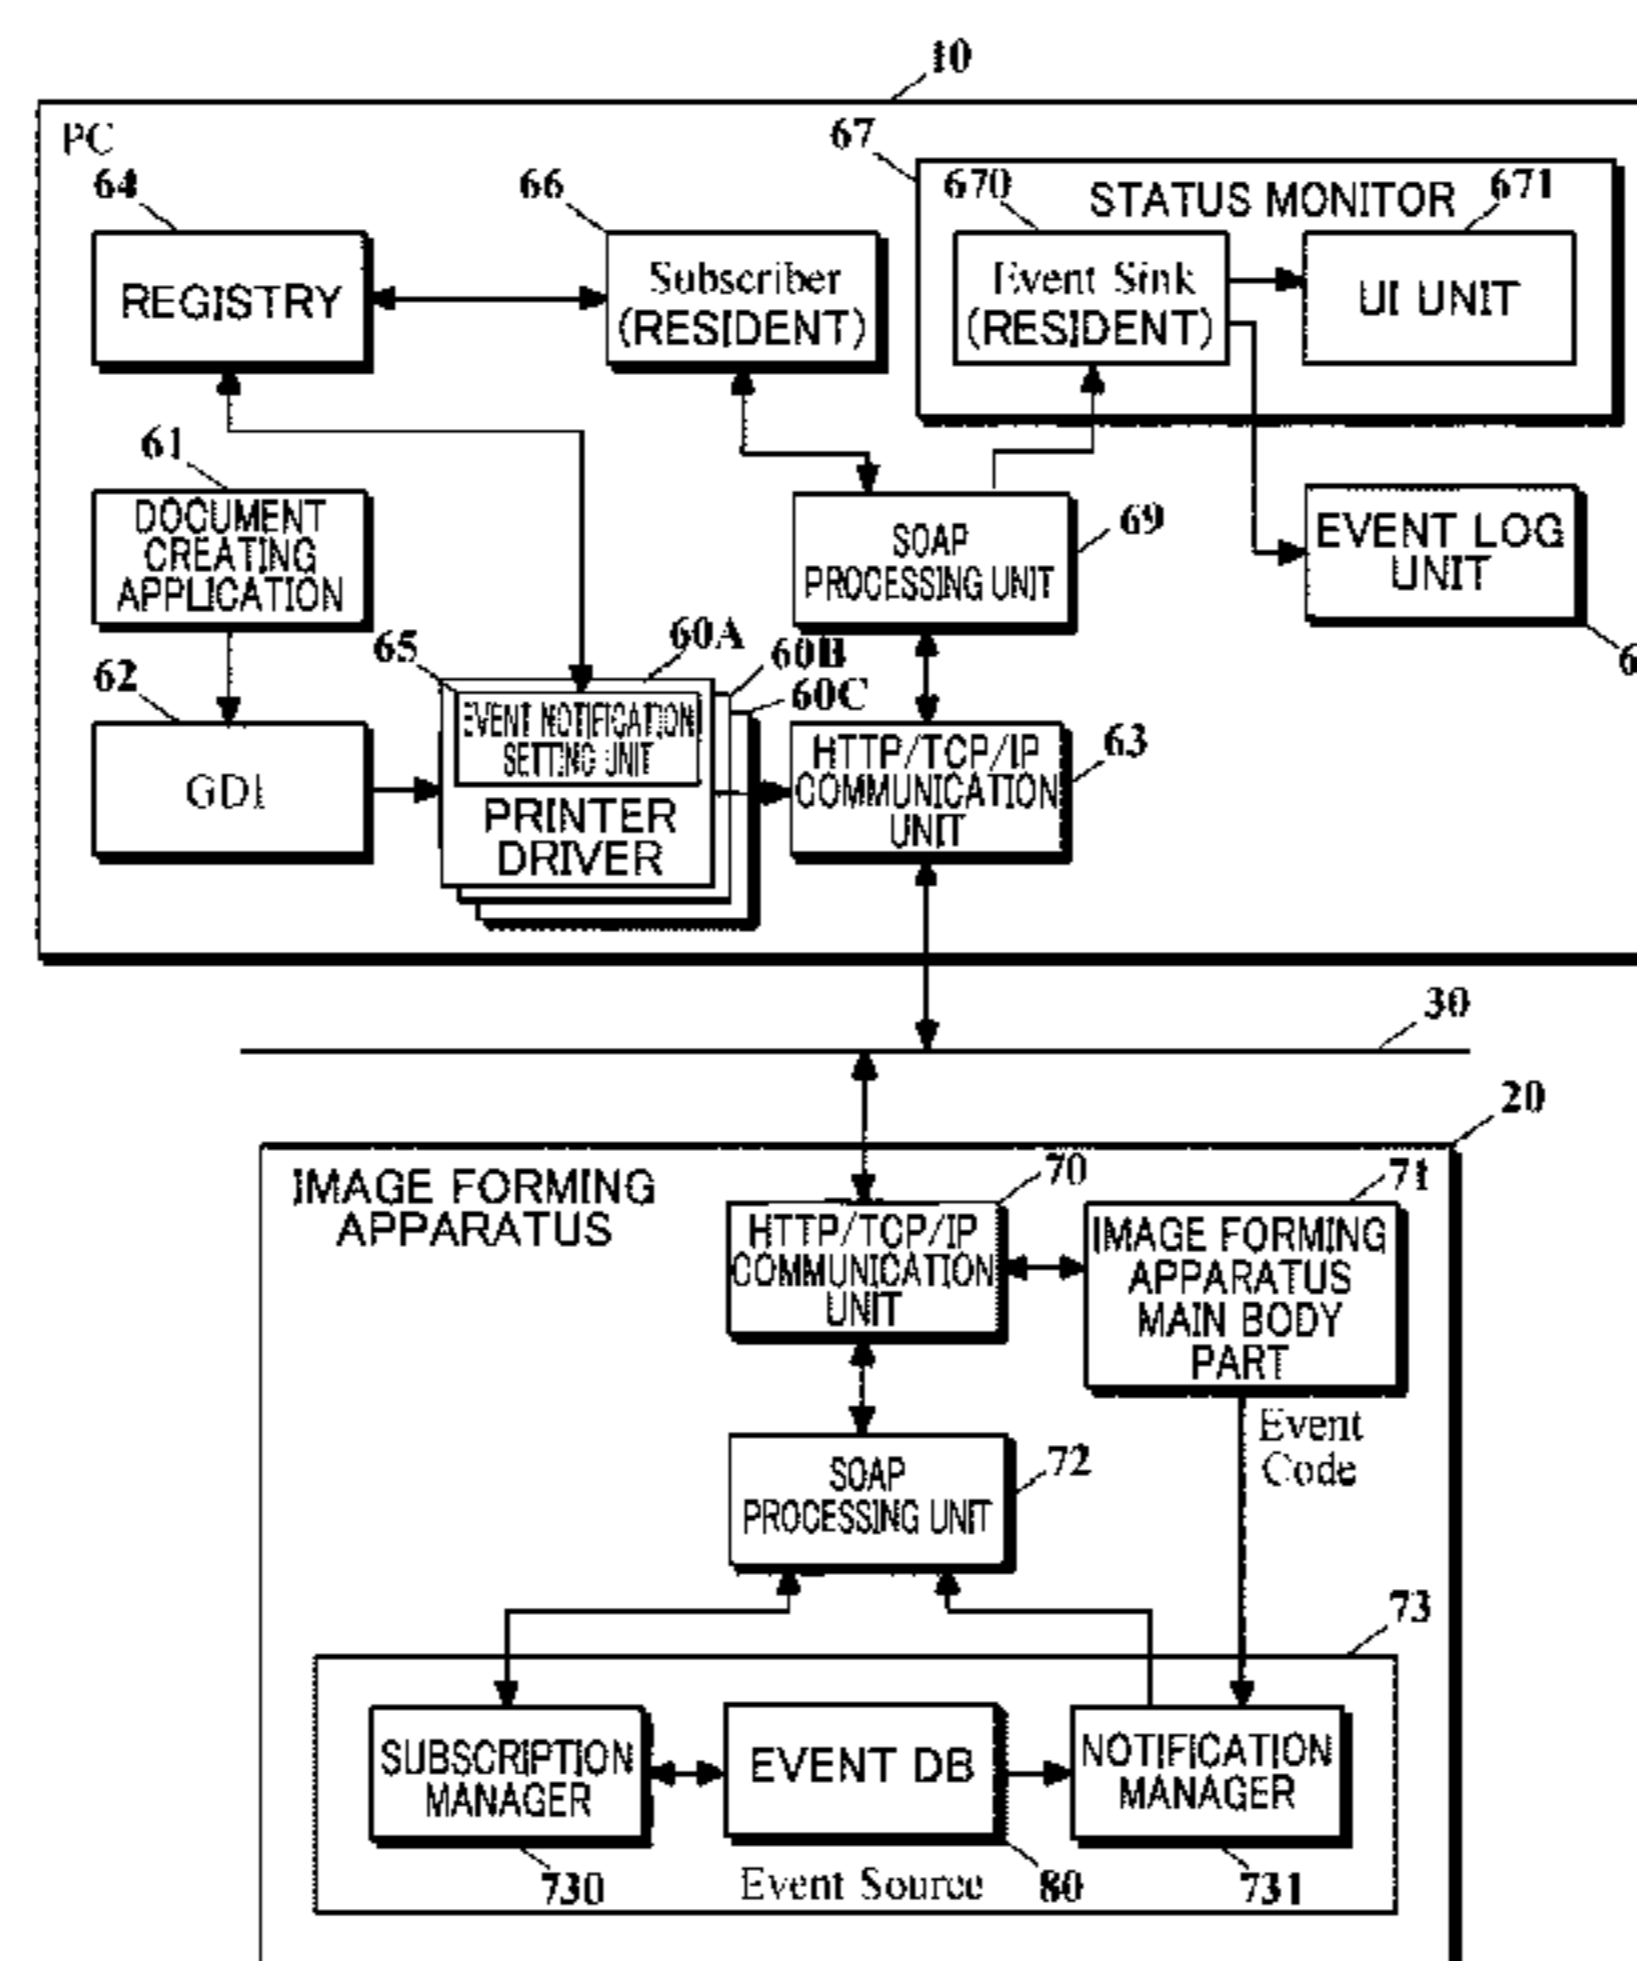 10
PC
67
64
66
670
STATUS MONITOR
671
REGISTRY
Subscriber
(RESIDENT)
Event Sink
(RESIDENT)
UI UNIT
61
DOCUMENT
CREATING
APPLICATION
SOAP
PROCESSING UNIT
69
EVENT LOG
UNIT
6
65
60A
60B
60C
62
GDI
EVENT NOTIFICATION
SETTING UNIT
PRINTER
DRIVER
HTTP/TCP/IP
COMMUNICATION
UNIT
63
30
20
IMAGE FORMING
APPARATUS
70
71
HTTP/TCP/IP
COMMUNICATION
UNIT
IMAGE FORMING
APPARATUS
MAIN BODY
PART
Event
Code
SOAP
PROCESSING UNIT
72
73
SUBSCRIPTION
MANAGER
EVENT DB
NOTIFICATION
MANAGER
730
Event Source
80
731